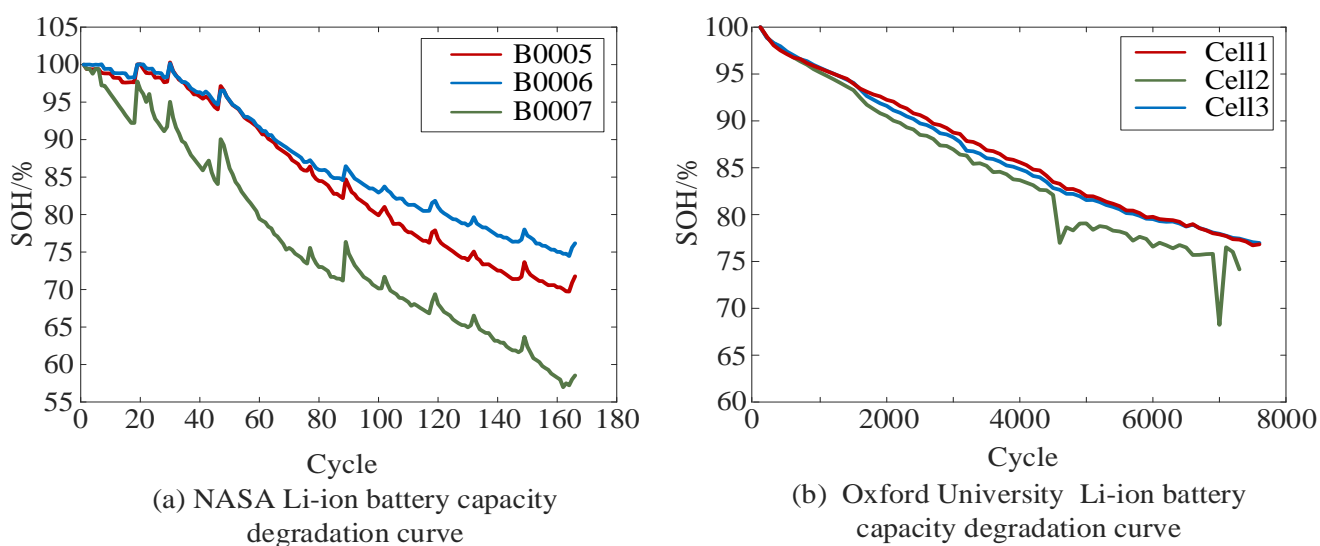 105
100
95
90
85
80
75
70
65
60
55
SOH/%
B0005
B0006
B0007
0 20 40 60 80 100 120 140 160 180
Cycle
(a) NASA Li-ion battery capacity
degradation curve
100
95
90
85
80
75
70
65
60
SOH/%
Cell1
Cell2
Cell3
0 2000 4000 6000 8000
Cycle
(b) Oxford University Li-ion battery
capacity degradation curve